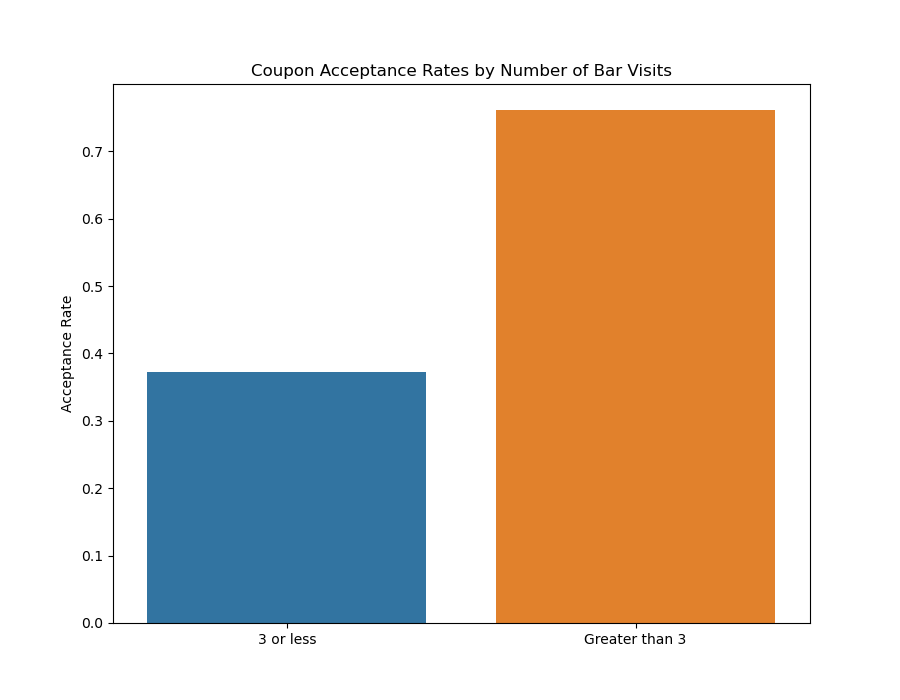 Coupon Acceptance Rates by Number of Bar Visits
Acceptance Rate
0.7
0.6
0.5
0.4
0.3
0.2
0.1
0.0
3 or less
Greater than 3